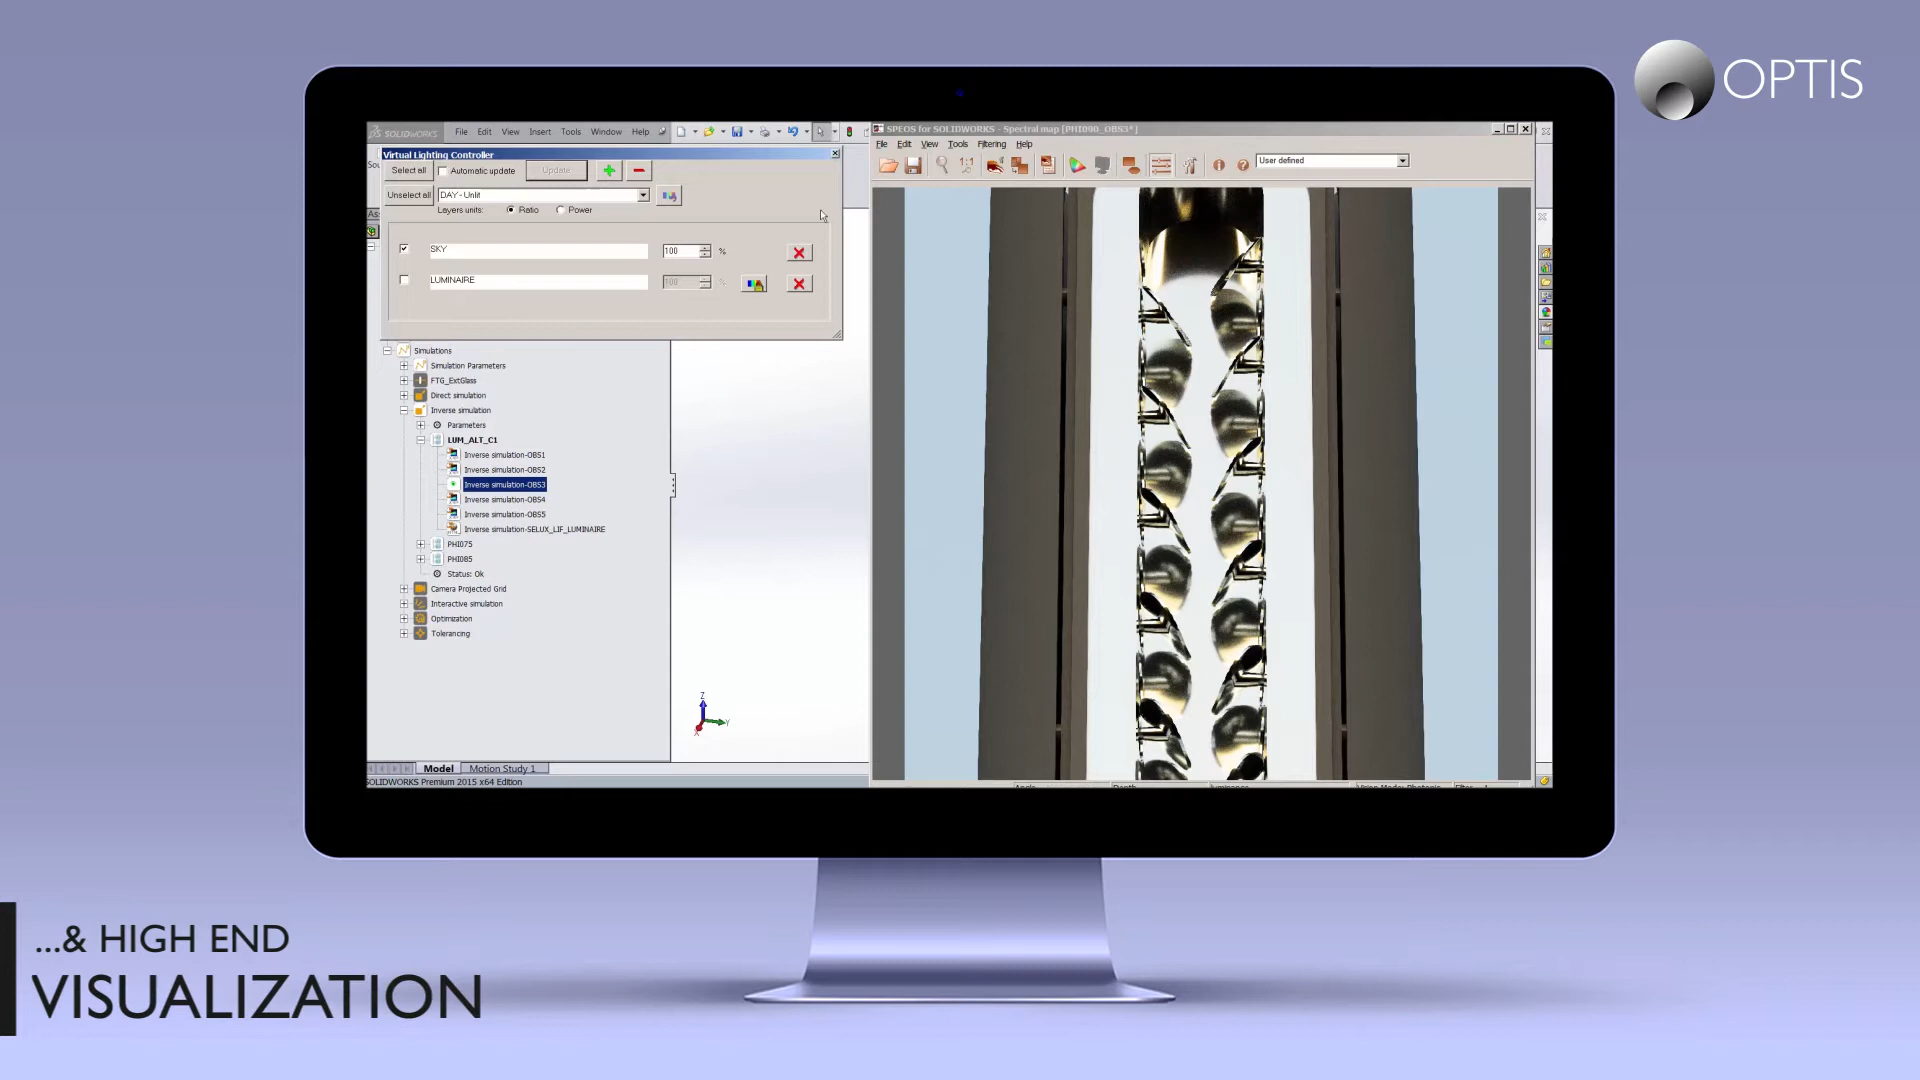 OPTIS
SOLIDWORKS File Edit View Insert Tools Window Help
Virtual Lighting Controller
Select all Automatic update Update
Unselect all DAY - Unlit
Layers units: Ratio Power
SKY 100 %
LUMINAIRE 100 %
Simulations
Simulation Parameters
FTG_ExtGlass
Direct simulation
Inverse simulation
Parameters
LUM_ALT_C1
Inverse simulation-OBS1
Inverse simulation-OBS2
Inverse simulation-OBS3
Inverse simulation-OBS4
Inverse simulation-OBS5
Inverse simulation-SELUX_LIF_LUMINAIRE
PHI075
PHI085
Status: Ok
Camera Projected Grid
Interactive simulation
Optimization
Tolerancing
Z
Y
X
Model Motion Study 1
SOLIDWORKS Premium 2015 x64 Edition
SPEOS for SOLIDWORKS - Spectral map [PHI090_OBS3*]
File Edit View Tools Filtering Help
1:1 User defined
...& HIGH END
VISUALIZATION